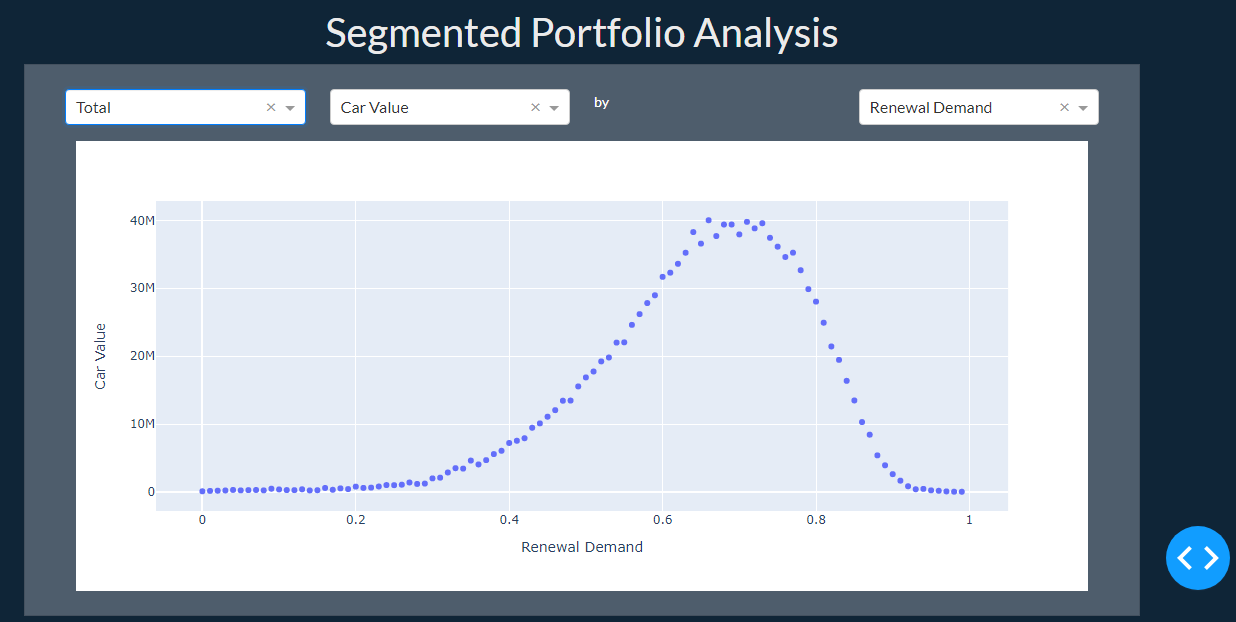 Segmented Portfolio Analysis
Total × Car Value × by Renewal Demand ×
40M
30M
20M
10M
0
Car Value
0 0.2 0.4 0.6 0.8 1
Renewal Demand